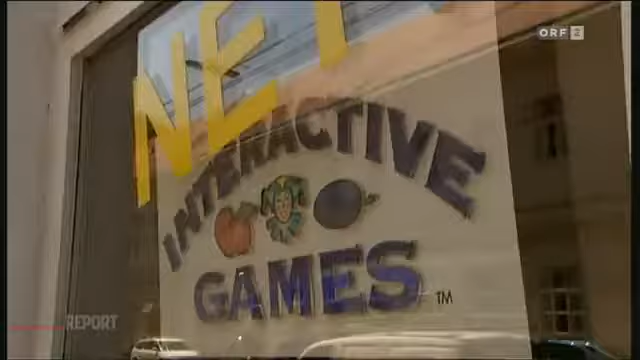 ORF 2
NET
INTERACTIVE
GAMES
TM
REPORT